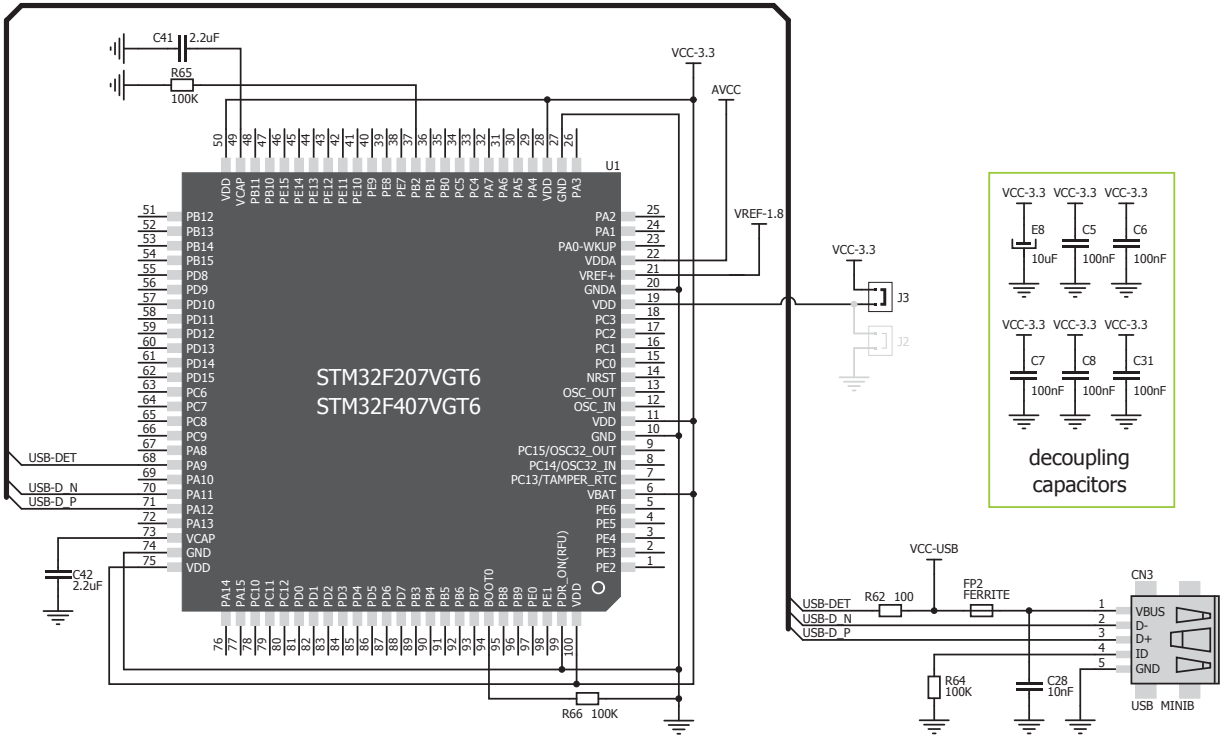 C41 2.2uF
R65
100K
VCC-3.3
AVCC
50 49 48 47 46 45 44 43 42 41 40 39 38 37 36 35 34 33 32 31 30 29 28 27 26
U1
VDD VCAP PB11 PB10 PE15 PE14 PE13 PE12 PE11 PE10 PE9 PE8 PE7 PB2 PB1 PB0 PC5 PC4 PA7 PA6 PA5 PA4 VDD GND PA3
51 PB12
52 PB13
53 PB14
54 PB15
55 PD8
56 PD9
57 PD10
58 PD11
59 PD12
60 PD13
61 PD14
62 PD15
63 PC6
64 PC7
65 PC8
66 PC9
67 PA8
USB-DET 68 PA9
69 PA10
USB-D_N 70 PA11
USB-D_P 71 PA12
72 PA13
73 VCAP
74 GND
75 VDD
C42
2.2uF
STM32F207VGT6
STM32F407VGT6
PA2 25
PA1 24
PA0-WKUP 23
VDDA 22
VREF+ 21
GNDA 20
VDD 19
PC3 18
PC2 17
PC1 16
PC0 15
NRST 14
OSC_OUT 13
OSC_IN 12
VDD 11
GND 10
PC15/OSC32_OUT 9
PC14/OSC32_IN 8
PC13/TAMPER_RTC 7
VBAT 6
PE6 5
PE5 4
PE4 3
PE3 2
PE2 1
PA14 PA15 PC10 PC11 PC12 PD0 PD1 PD2 PD3 PD4 PD5 PD6 PD7 PB3 PB4 PB5 PB6 PB7 BOOT0 PB8 PB9 PE0 PE1 PDR_ON(RFU) VDD
76 77 78 79 80 81 82 83 84 85 86 87 88 89 90 91 92 93 94 95 96 97 98 99 100
R66 100K
VREF-1.8
VCC-3.3
J3
J2
VCC-3.3 VCC-3.3 VCC-3.3
E8 C5 C6
10uF 100nF 100nF
VCC-3.3 VCC-3.3 VCC-3.3
C7 C8 C31
100nF 100nF 100nF
decoupling
capacitors
VCC-USB
USB-DET R62 100
FP2
FERRITE
USB-D_N
USB-D_P
R64
100K
C28
10nF
CN3
1 VBUS
2 D-
3 D+
4 ID
5 GND
USB MINIB